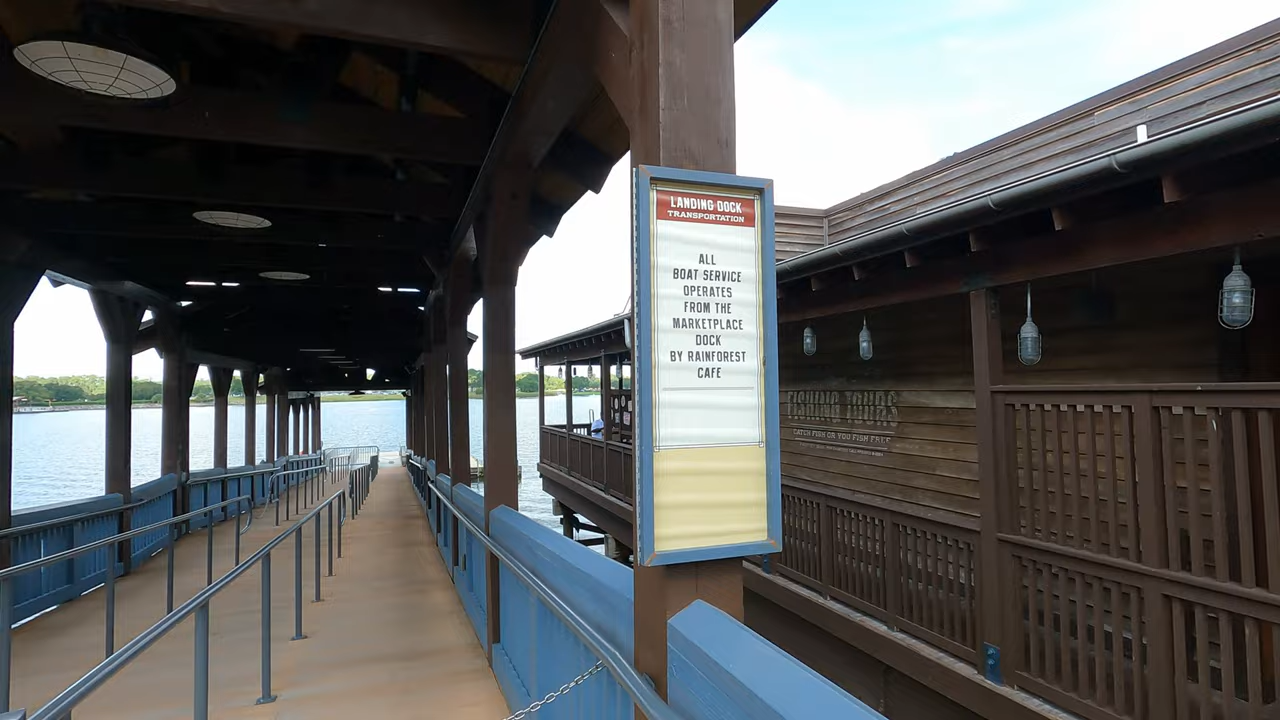 LANDING DOCK
TRANSPORTATION
ALL
BOAT SERVICE
OPERATES
FROM THE
MARKETPLACE
DOCK
BY RAINFOREST
CAFE
FISHING TOURS
CATCH FISH OR YOU FISH FREE